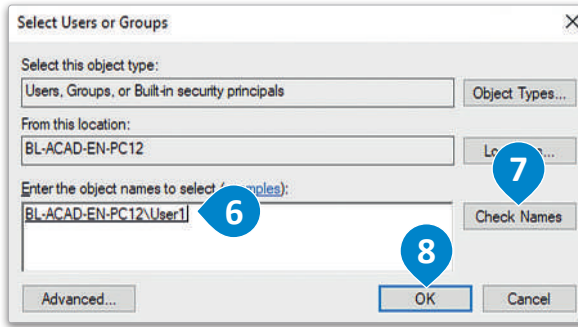 Select Users or Groups
Select this object type:
Users, Groups, or Built-in security principals
Object Types...
From this location:
BL-ACAD-EN-PC12
7
Enter the object names to select
BL-ACAD-EN-PC12\User1
6
Check Names
8
Advanced...
OK
Cancel